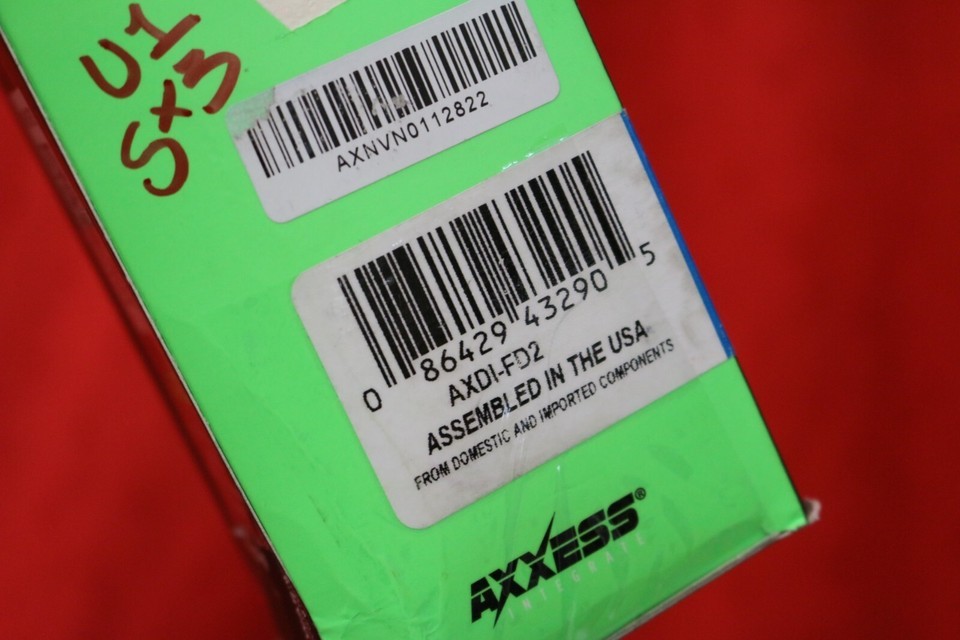 U1
Sx3
AXNVN0112822
0 86429 43290 5
AXDI-FD2
ASSEMBLED IN THE USA
FROM DOMESTIC AND IMPORTED COMPONENTS
AXXESS®
INTEGRATE